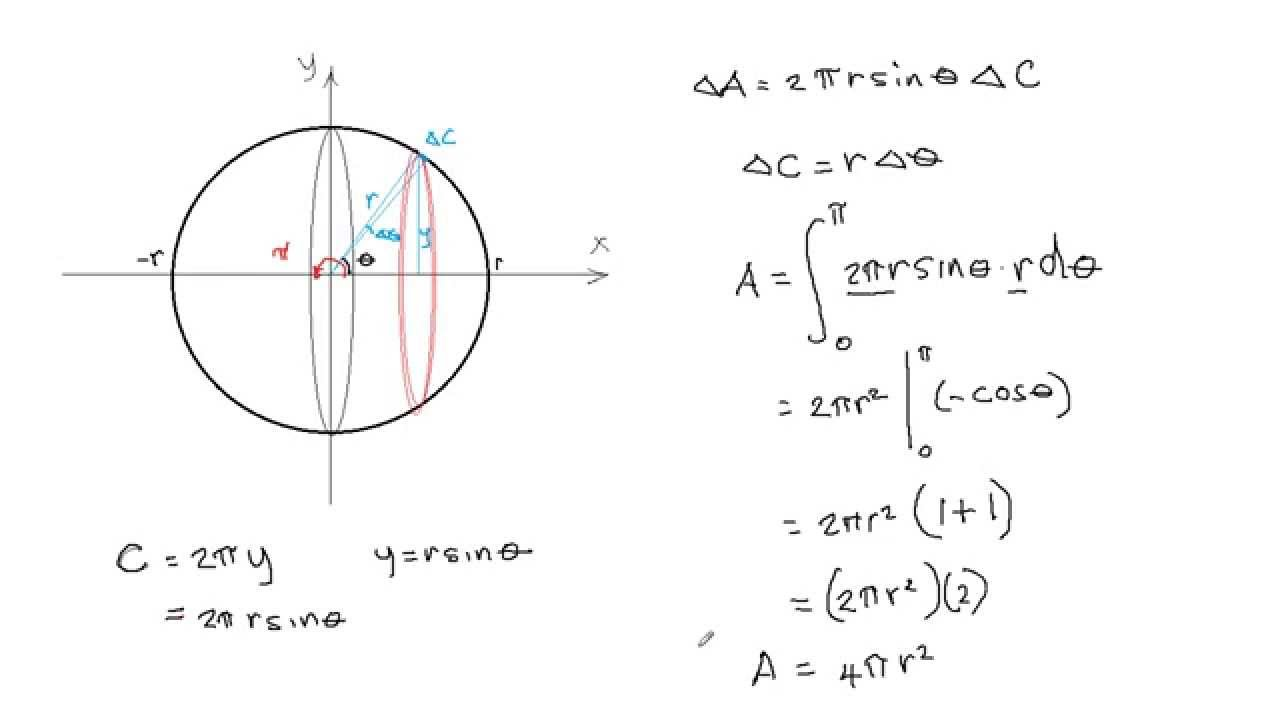 y
ΔC
r
Δθ
y
π
θ
x
-r
r
C = 2πy
y = r sinθ
= 2π r sinθ
ΔA = 2πr sinθ ΔC
ΔC = rΔθ
A = ∫₀^π 2πr sinθ · r dθ
= 2πr² |₀^π (-cosθ)
= 2πr² (1+1)
= (2πr²)(2)
A = 4πr²